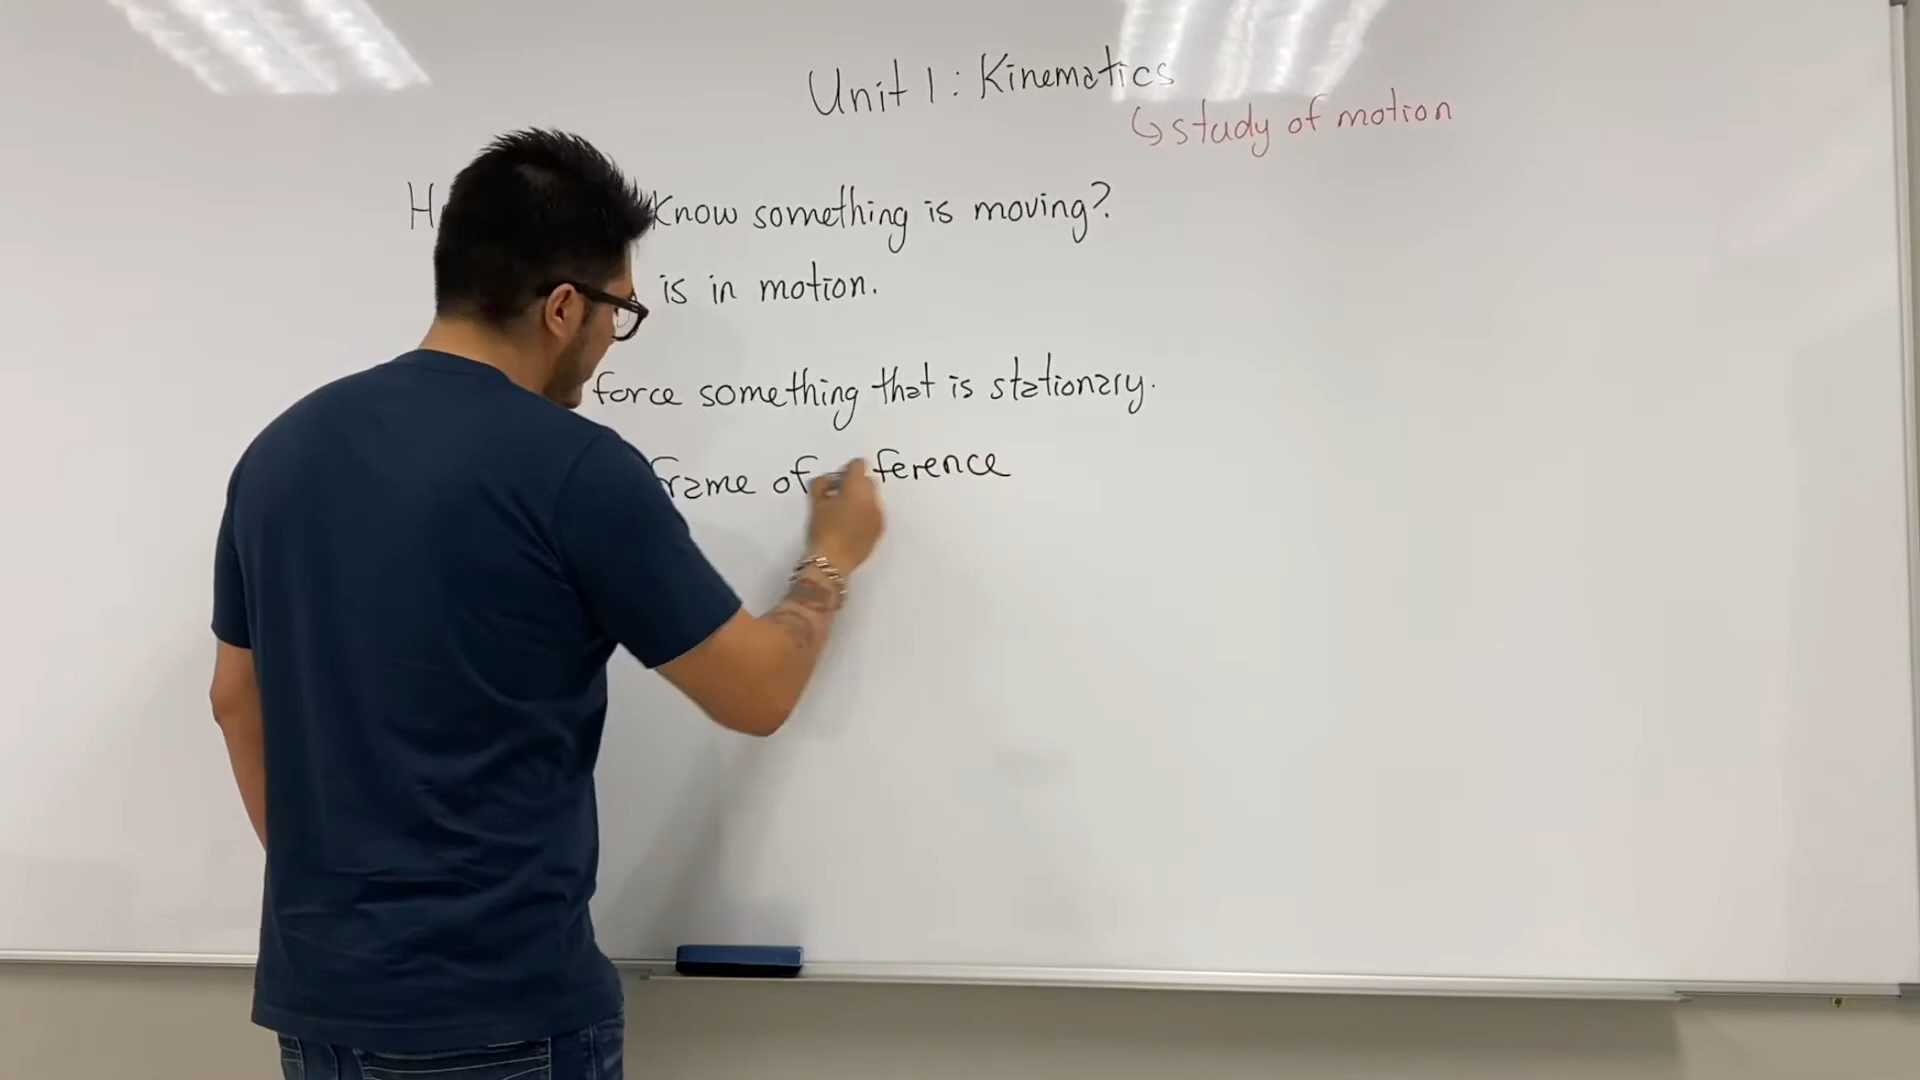 Unit 1: Kinematics
↳ study of motion
Know something is moving?
is in motion.
force something that is stationary.
frame of